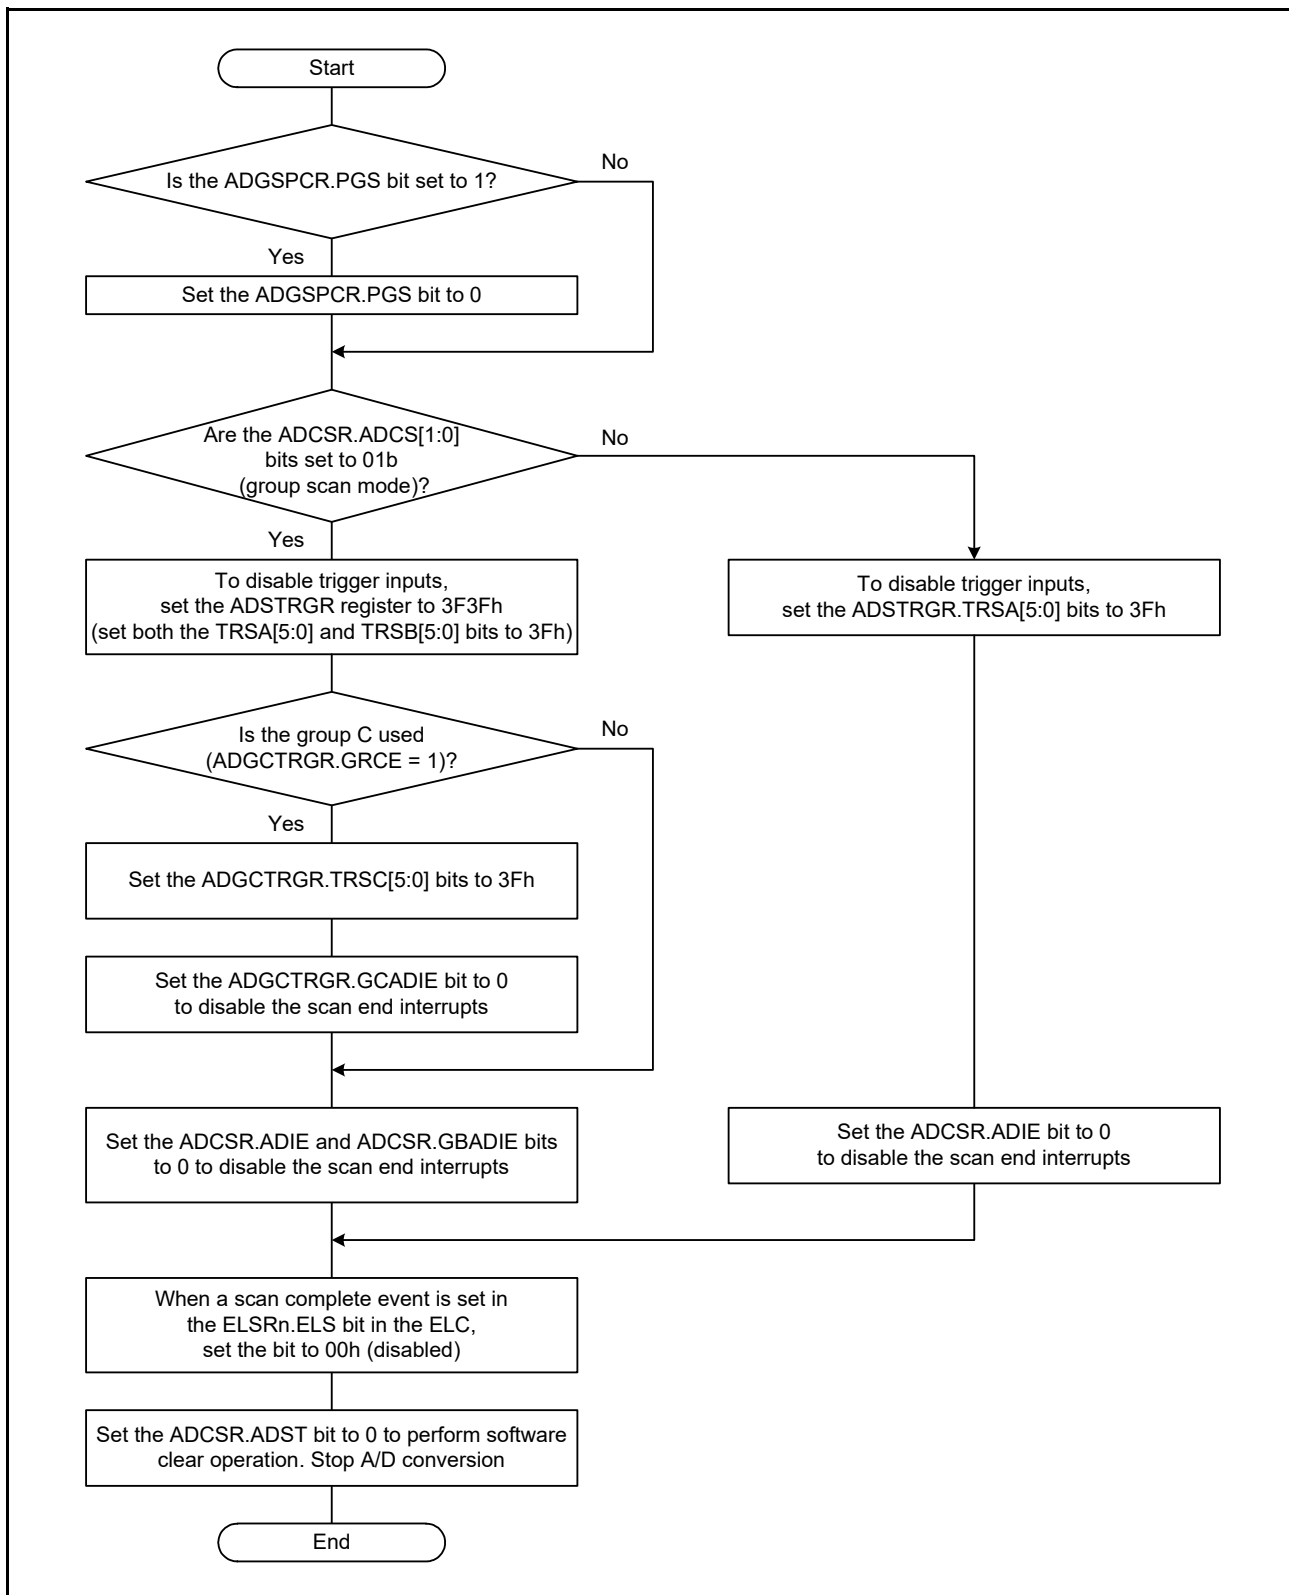 Start
Is the ADGSPCR.PGS bit set to 1?
No
Yes
Set the ADGSPCR.PGS bit to 0
Are the ADCSR.ADCS[1:0]
bits set to 01b
(group scan mode)?
No
Yes
To disable trigger inputs,
set the ADSTRGR register to 3F3Fh
(set both the TRSA[5:0] and TRSB[5:0] bits to 3Fh)
To disable trigger inputs,
set the ADSTRGR.TRSA[5:0] bits to 3Fh
Is the group C used
(ADGCTRGR.GRCE = 1)?
No
Yes
Set the ADGCTRGR.TRSC[5:0] bits to 3Fh
Set the ADGCTRGR.GCADIE bit to 0
to disable the scan end interrupts
Set the ADCSR.ADIE and ADCSR.GBADIE bits
to 0 to disable the scan end interrupts
Set the ADCSR.ADIE bit to 0
to disable the scan end interrupts
When a scan complete event is set in
the ELSRn.ELS bit in the ELC,
set the bit to 00h (disabled)
Set the ADCSR.ADST bit to 0 to perform software
clear operation. Stop A/D conversion
End